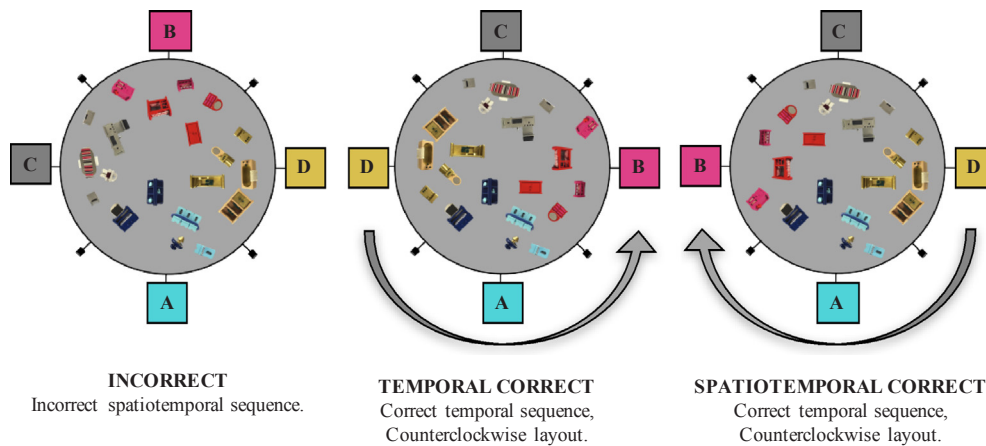 B
C
C
C
D
D
B
B
D
A
A
A
INCORRECT
Incorrect spatiotemporal sequence.
TEMPORAL CORRECT
Correct temporal sequence,
Counterclockwise layout.
SPATIOTEMPORAL CORRECT
Correct temporal sequence,
Counterclockwise layout.